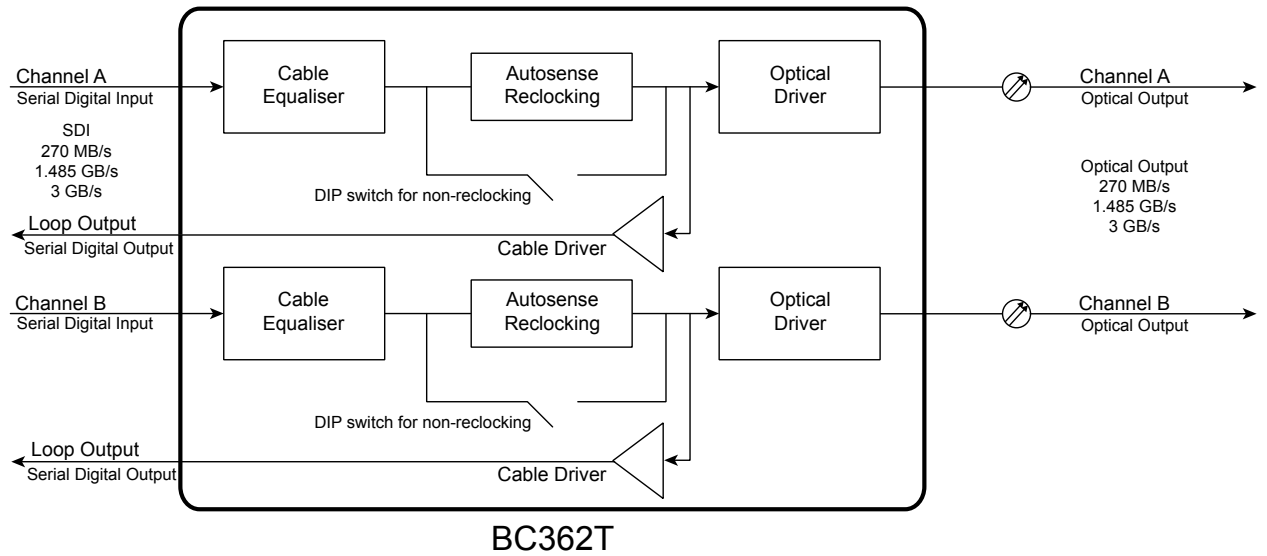 Channel A
Serial Digital Input
SDI
270 MB/s
1.485 GB/s
3 GB/s
Cable
Equaliser
Autosense
Reclocking
Optical
Driver
Channel A
Optical Output
Optical Output
270 MB/s
1.485 GB/s
3 GB/s
DIP switch for non-reclocking
Loop Output
Serial Digital Output
Cable Driver
Channel B
Serial Digital Input
Cable
Equaliser
Autosense
Reclocking
Optical
Driver
Channel B
Optical Output
DIP switch for non-reclocking
Loop Output
Serial Digital Output
Cable Driver
BC362T